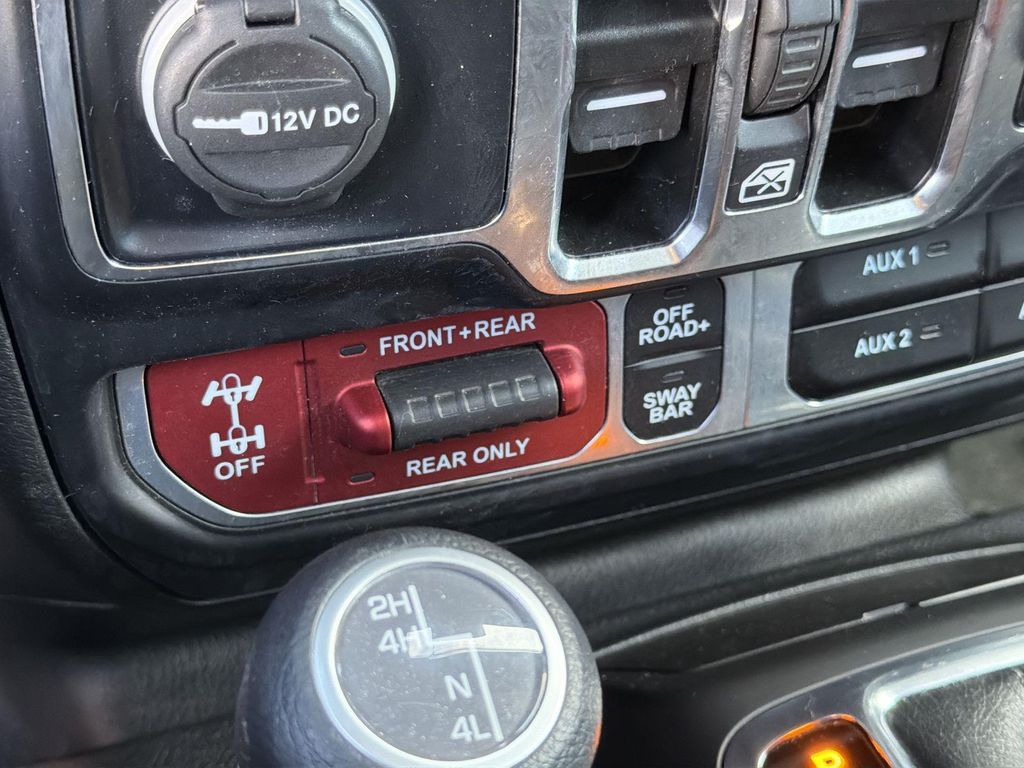 12V DC
AUX 1
AUX 2
FRONT+REAR
REAR ONLY
OFF
OFF
ROAD+
SWAY
BAR
2H
4H
N
4L